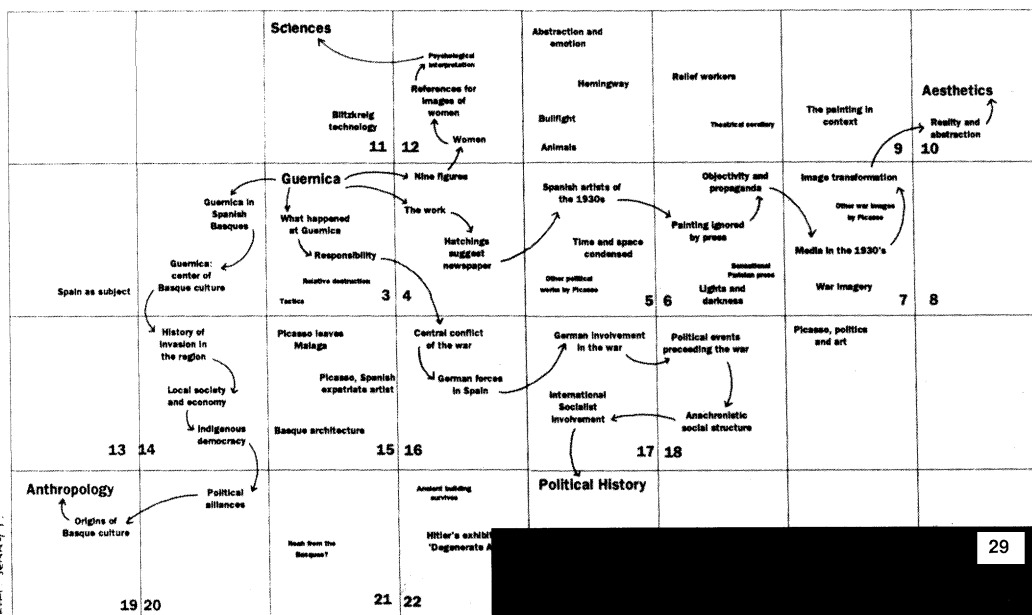 Sciences
Psychological
Interpretation
References for
images of
women
Blitzkreig
technology
11
12
Women
Abstraction and
emotion
Hemingway
Bullfight
Animals
Relief workers
Theatrical corollary
The painting in
context
9
Aesthetics
Reality and
abstraction
10
Guernica
Guernica in
Spanish
Basques
What happened
at Guernica
Responsibility
Guernica:
center of
Basque culture
Spain as subject
Relative destruction
Tactics
3
4
Nine figures
The work
Hatchings
suggest
newspaper
Spanish artists of
the 1930s
Time and space
condensed
Other political
works by Picasso
5
6
Objectivity and
propaganda
Painting ignored
by press
Sensational
Parisian press
Lights and
darkness
Image transformation
Other war images
by Picasso
Media in the 1930's
War imagery
7
8
History of
invasion in
the region
Local society
and economy
Indigenous
democracy
13
14
Picasso leaves
Malaga
Picasso, Spanish
expatriate artist
Basque architecture
15
16
Central conflict
of the war
German forces
in Spain
German involvement
in the war
International
Socialist
involvement
17
18
Political events
preceeding the war
Anachronistic
social structure
Picasso, politics
and art
Anthropology
Origins of
Basque culture
Political
alliances
19
20
Noah from the
Basques?
21
22
Ancient building
survives
Hitler's exhibit
'Degenerate A
Political History
29